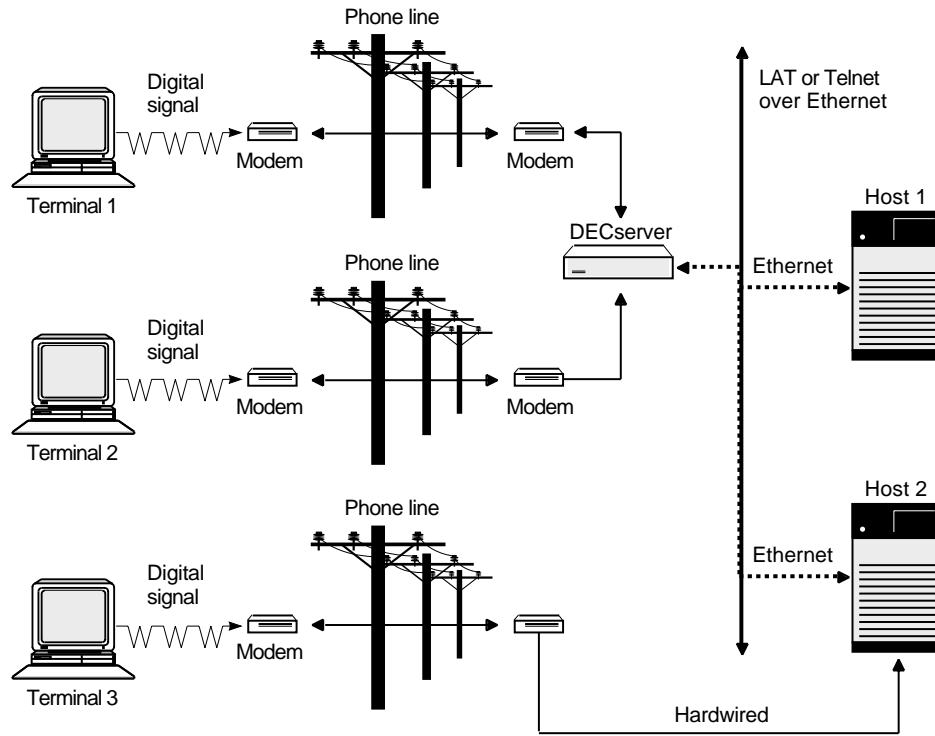 Phone line
Digital
signal
Modem
Modem
Terminal 1
LAT or Telnet
over Ethernet
Host 1
DECserver
Ethernet
Phone line
Digital
signal
Modem
Modem
Terminal 2
Host 2
Phone line
Ethernet
Digital
signal
Modem
Terminal 3
Hardwired